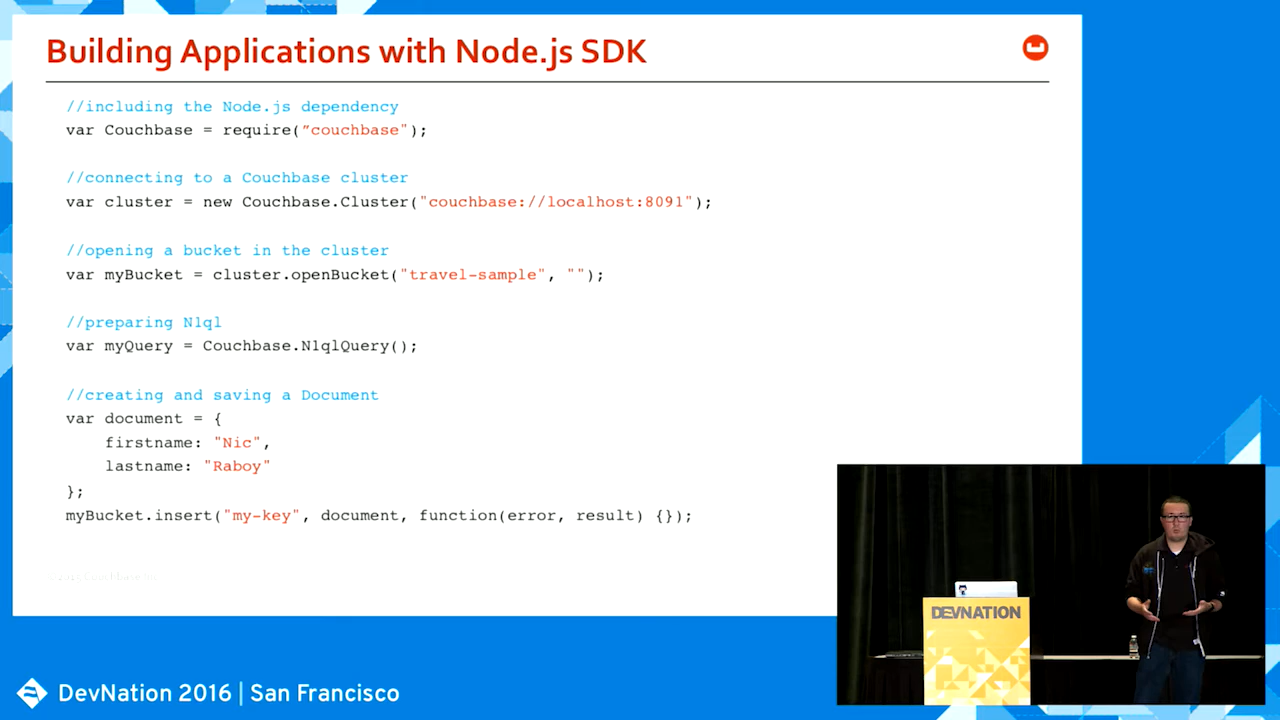 Building Applications with Node.js SDK
//including the Node.js dependency
var Couchbase = require(”couchbase");
//connecting to a Couchbase cluster
var cluster = new Couchbase.Cluster("couchbase://localhost:8091");
//opening a bucket in the cluster
var myBucket = cluster.openBucket("travel-sample", "");
//preparing N1ql
var myQuery = Couchbase.N1qlQuery();
//creating and saving a Document
var document = {
    firstname: "Nic",
    lastname: "Raboy"
};
myBucket.insert("my-key", document, function(error, result) {});
DEVNATION
DevNation 2016 | San Francisco